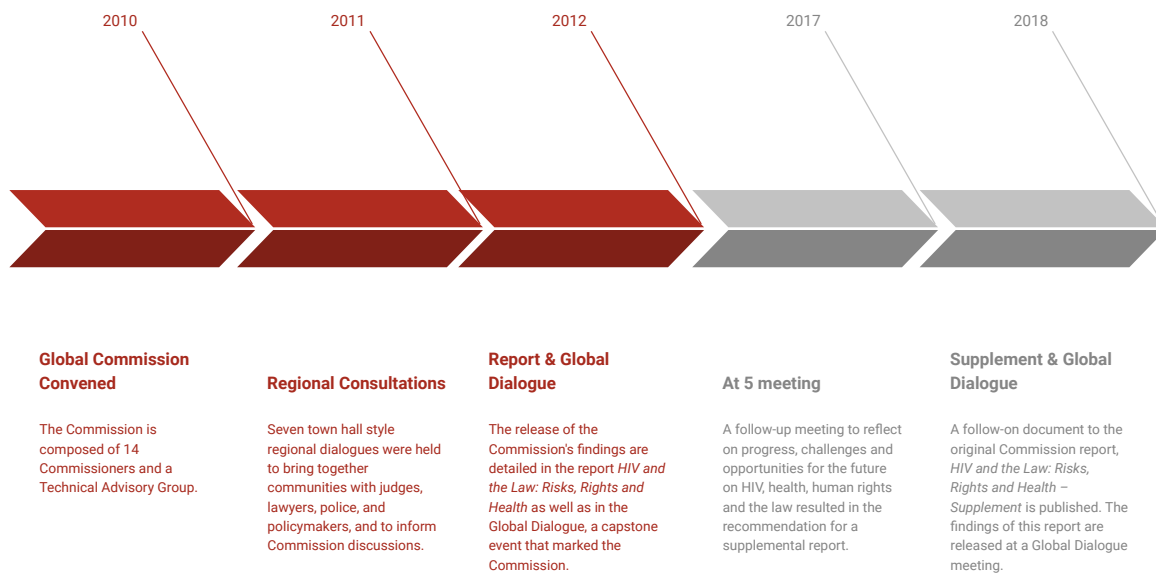 2010
2011
2012
2017
2018
Global Commission
Convened
The Commission is
composed of 14
Commissioners and a
Technical Advisory Group.
Regional Consultations
Seven town hall style
regional dialogues were held
to bring together
communities with judges,
lawyers, police, and
policymakers, and to inform
Commission discussions.
Report & Global
Dialogue
The release of the
Commission's findings are
detailed in the report HIV and
the Law: Risks, Rights and
Health as well as in the
Global Dialogue, a capstone
event that marked the
Commission.
At 5 meeting
A follow-up meeting to reflect
on progress, challenges and
opportunities for the future
on HIV, health, human rights
and the law resulted in the
recommendation for a
supplemental report.
Supplement & Global
Dialogue
A follow-on document to the
original Commission report,
HIV and the Law: Risks,
Rights and Health –
Supplement is published. The
findings of this report are
released at a Global Dialogue
meeting.